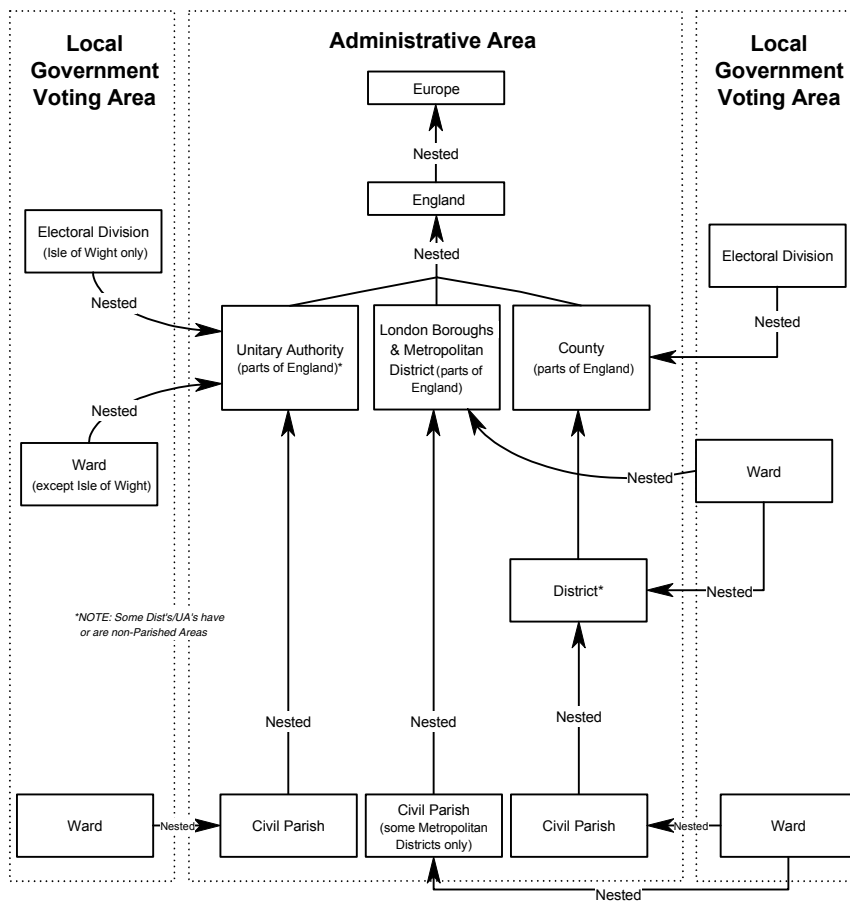 Local
Government
Voting Area
Administrative Area
Local
Government
Voting Area
Europe
Nested
England
Nested
Electoral Division
(Isle of Wight only)
Nested
Electoral Division
Nested
Unitary Authority
(parts of England)*
London Boroughs
& Metropolitan
District (parts of
England)
County
(parts of England)
Nested
Ward
(except Isle of Wight)
Nested
Ward
District*
Nested
*NOTE: Some Dist's/UA's have
or are non-Parished Areas
Nested
Nested
Nested
Ward
Nested
Civil Parish
Civil Parish
(some Metropolitan
Districts only)
Civil Parish
Nested
Ward
Nested